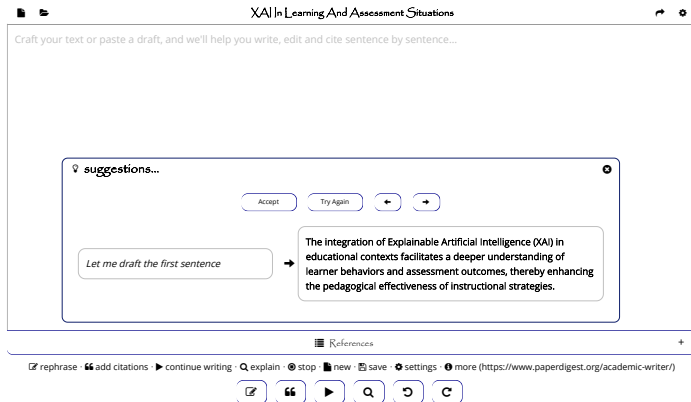 XAI In Learning And Assessment Situations
Craft your text or paste a draft, and we'll help you write, edit and cite sentence by sentence...
suggestions...
Accept Try Again
Let me draft the first sentence
The integration of Explainable Artificial Intelligence (XAI) in
educational contexts facilitates a deeper understanding of
learner behaviors and assessment outcomes, thereby enhancing
the pedagogical effectiveness of instructional strategies.
References +
rephrase · add citations · continue writing · explain · stop · new · save · settings · more (https://www.paperdigest.org/academic-writer/)